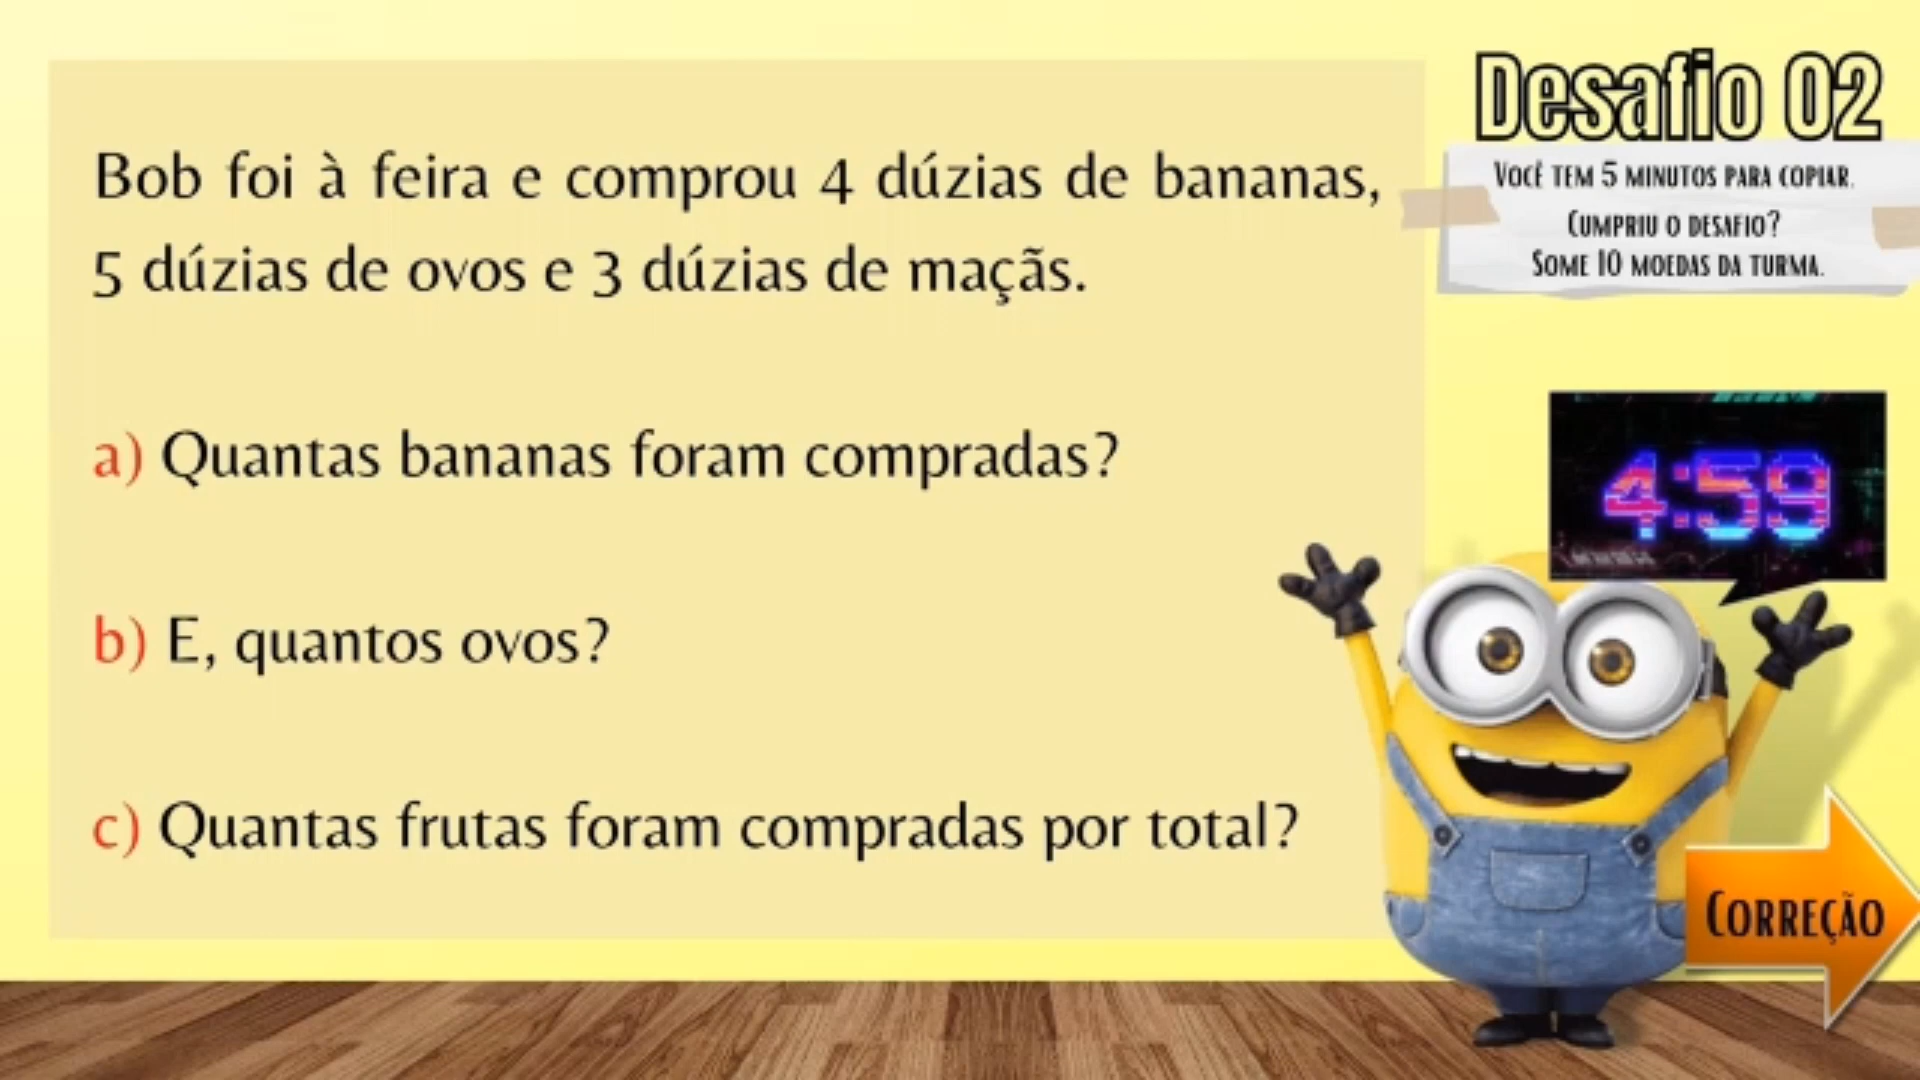 Desafio 02
Bob foi à feira e comprou 4 dúzias de bananas,
5 dúzias de ovos e 3 dúzias de maçãs.
a) Quantas bananas foram compradas?
b) E, quantos ovos?
c) Quantas frutas foram compradas por total?
Você tem 5 minutos para copiar.
Cumpriu o desafio?
Some 10 moedas da turma.
4:59
Correção